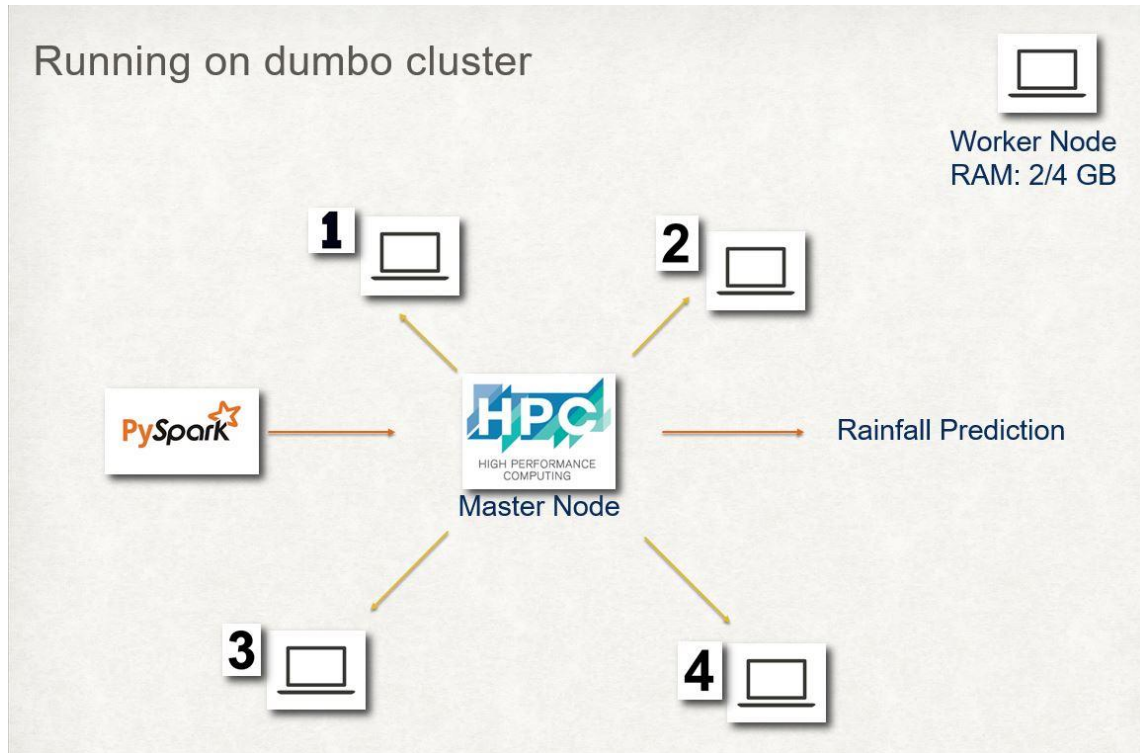 Running on dumbo cluster
Worker Node
RAM: 2/4 GB
1
2
PySpark
HPC
HIGH PERFORMANCE
COMPUTING
Master Node
Rainfall Prediction
3
4